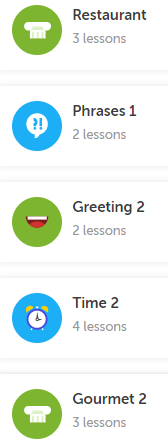 Restaurant
3 lessons
Phrases 1
2 lessons
Greeting 2
2 lessons
Time 2
4 lessons
Gourmet 2
3 lessons